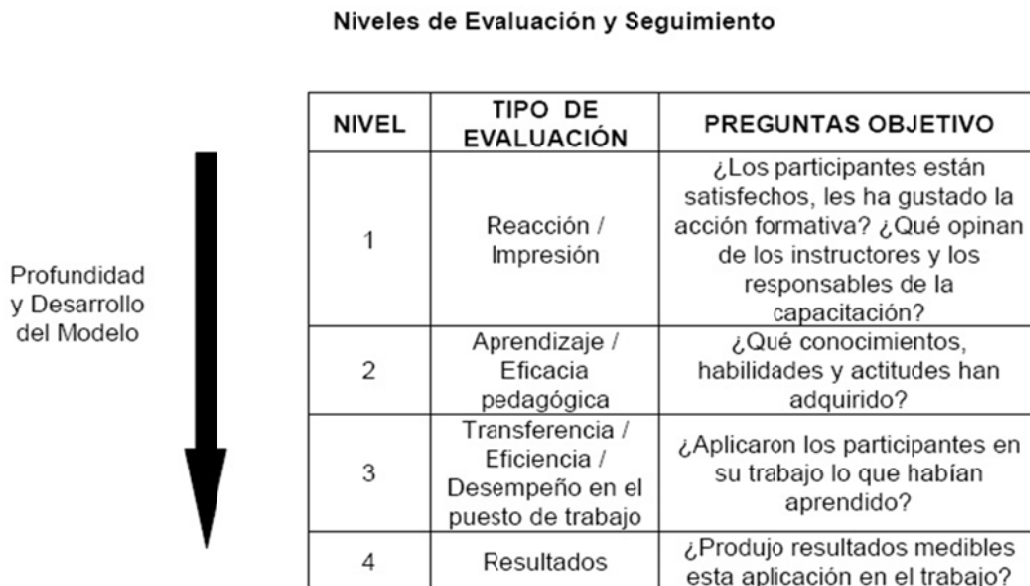 Niveles de Evaluación y Seguimiento
NIVEL
TIPO DE
EVALUACIÓN
PREGUNTAS OBJETIVO
Profundidad
y Desarrollo
del Modelo
1
Reacción /
Impresión
¿Los participantes están
satisfechos, les ha gustado la
acción formativa? ¿Qué opinan
de los instructores y los
responsables de la
capacitación?
2
Aprendizaje /
Eficacia
pedagógica
¿Qué conocimientos,
habilidades y actitudes han
adquirido?
3
Transferencia /
Eficiencia /
Desempeño en el
puesto de trabajo
¿Aplicaron los participantes en
su trabajo lo que habían
aprendido?
4
Resultados
¿Produjo resultados medibles
esta aplicación en el trabajo?